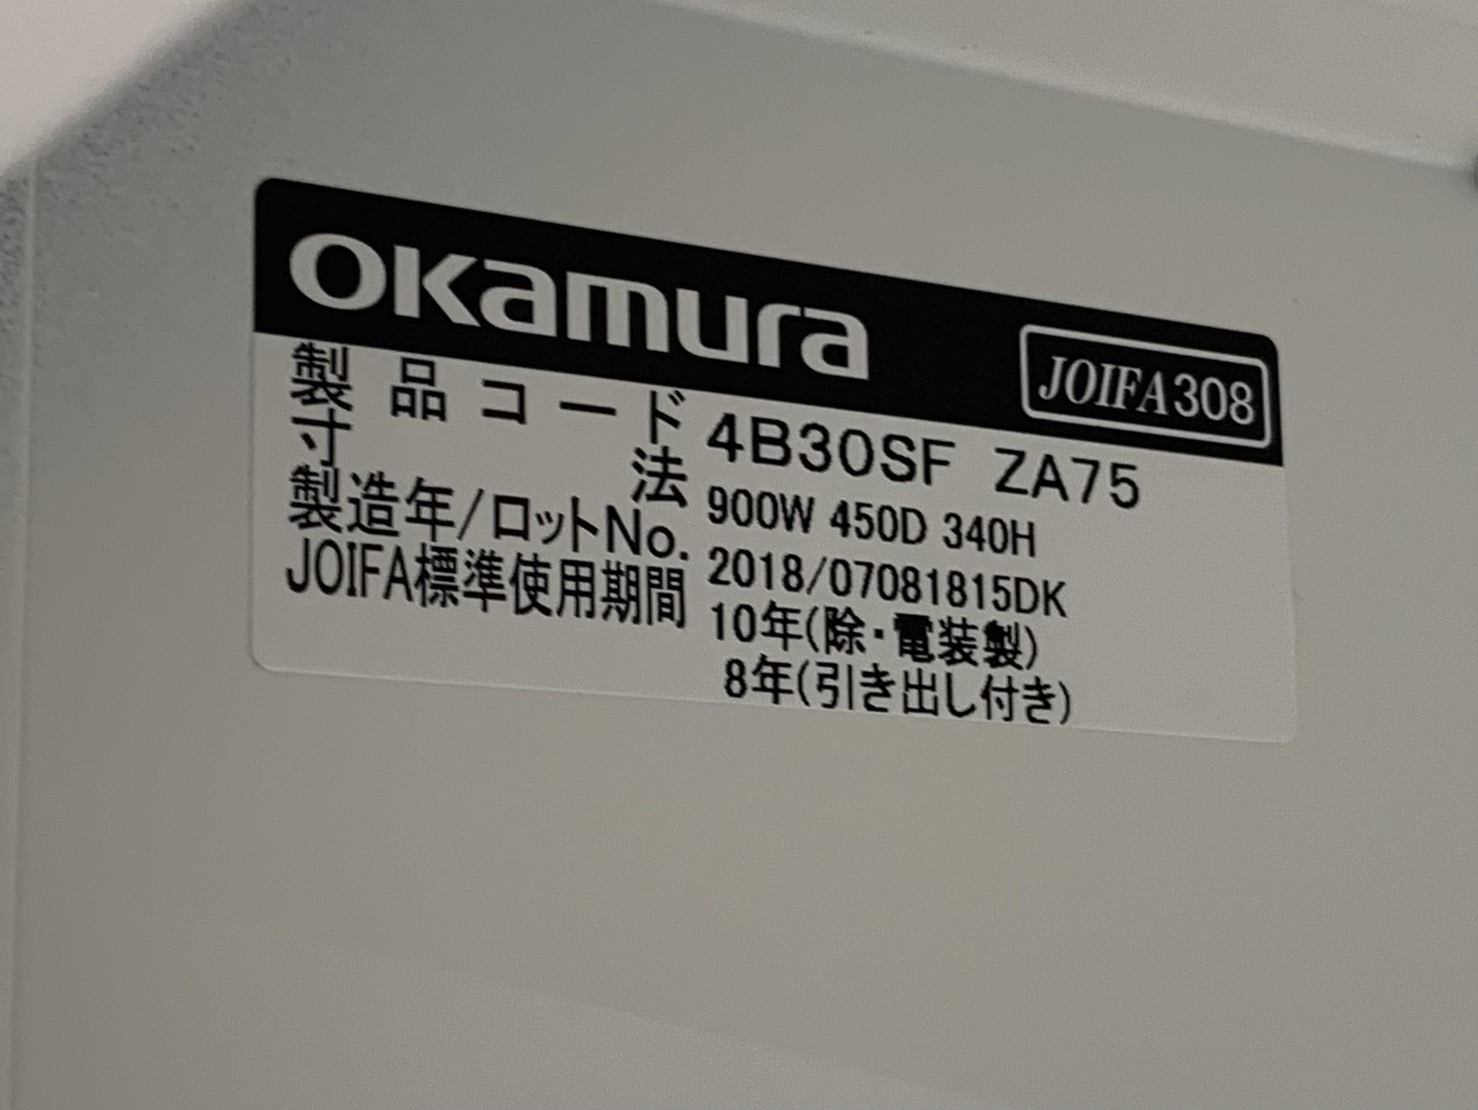 okamura
JOIFA308
製品コード 4B30SF ZA75
寸法 900W 450D 340H
製造年/ロットNo. 2018/07081815DK
JOIFA標準使用期間 10年(除・電装製)
8年(引き出し付き)